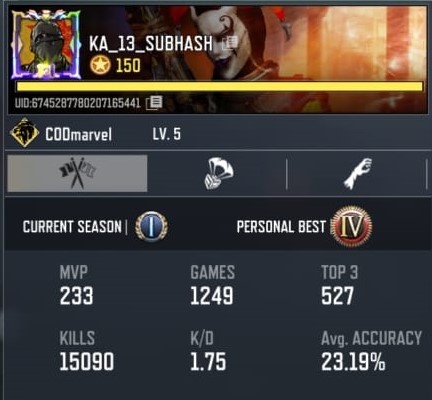 KA_13_SUBHASH
150
UID:6745287780207165441
CODmarvel LV. 5
CURRENT SEASON | I PERSONAL BEST IV
MVP GAMES TOP 3
233 1249 527
KILLS K/D Avg. ACCURACY
15090 1.75 23.19%